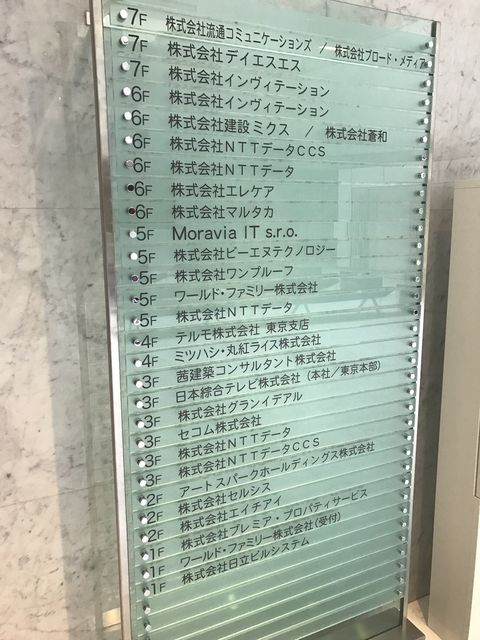 7F 株式会社流通コミュニケーションズ / 株式会社ブロード・メディア
7F 株式会社デイエスエス
7F 株式会社インヴィテーション
6F 株式会社インヴィテーション
6F 株式会社建設ミクス / 株式会社蒼和
6F 株式会社NTTデータCCS
6F 株式会社NTTデータ
6F 株式会社エレケア
6F 株式会社マルタカ
5F Moravia IT s.r.o.
5F 株式会社ビーエヌテクノロジー
5F 株式会社ワンプルーフ
5F ワールド・ファミリー株式会社
5F 株式会社NTTデータ
4F テルモ株式会社 東京支店
4F ミツハシ・丸紅ライス株式会社
3F 茜建築コンサルタント株式会社
3F 日本綜合テレビ株式会社(本社/東京本部)
3F 株式会社グランイデアル
3F セコム株式会社
3F 株式会社NTTデータ
3F 株式会社NTTデータCCS
2F アートスパークホールディングス株式会社
2F 株式会社セルシス
2F 株式会社エイチアイ
1F 株式会社プレミア・プロパティサービス
1F ワールド・ファミリー株式会社(受付)
1F 株式会社日立ビルシステム